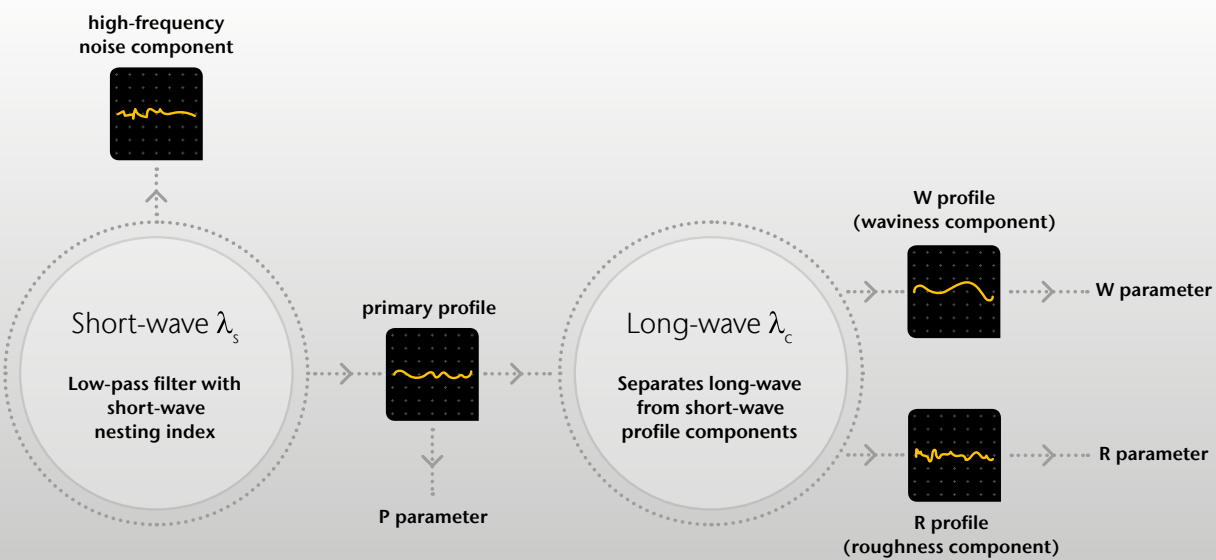 high-frequency
noise component
Short-wave λs
Low-pass filter with
short-wave
nesting index
primary profile
P parameter
Long-wave λc
Separates long-wave
from short-wave
profile components
W profile
(waviness component)
W parameter
R parameter
R profile
(roughness component)